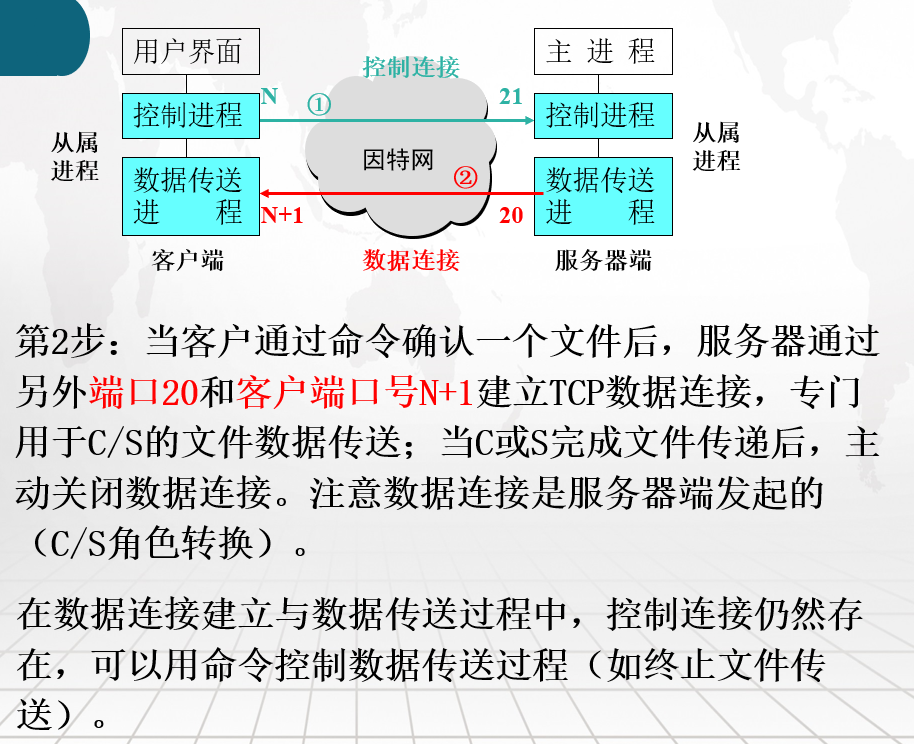 用户界面
主 进 程
控制连接
N
①
21
控制进程
控制进程
从属
进程
从属
进程
因特网
②
数据传送
进 程
数据传送
进 程
N+1
20
客户端
数据连接
服务器端
第2步：当客户通过命令确认一个文件后，服务器通过
另外端口20和客户端口号N+1建立TCP数据连接，专门
用于C/S的文件数据传送；当C或S完成文件传递后，主
动关闭数据连接。注意数据连接是服务器端发起的
（C/S角色转换）。
在数据连接建立与数据传送过程中，控制连接仍然存
在，可以用命令控制数据传送过程（如终止文件传
送）。